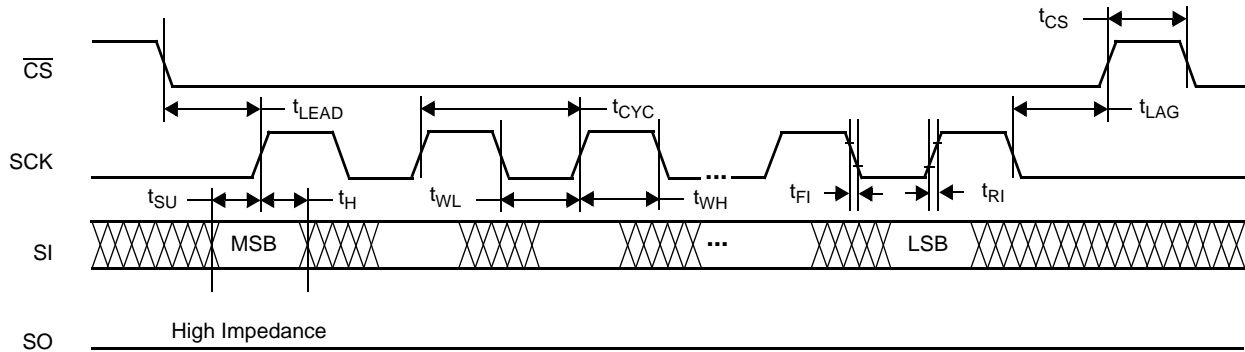 tCS
CS
tLEAD
tCYC
tLAG
SCK
...
tSU
tH
tWL
tWH
tFI
tRI
SI
MSB
...
LSB
High Impedance
SO